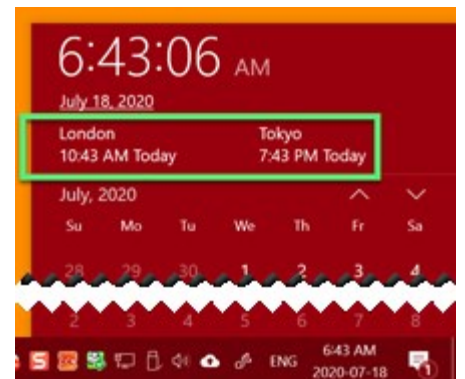 6:43:06 AM
July 18, 2020
London Tokyo
10:43 AM Today 7:43 PM Today
July, 2020
Su Mo Tu We Th Fr Sa
28 29 30 1 2 3 4
2 3 4 5 6 7 8
S ENG 6:43 AM
2020-07-18 1